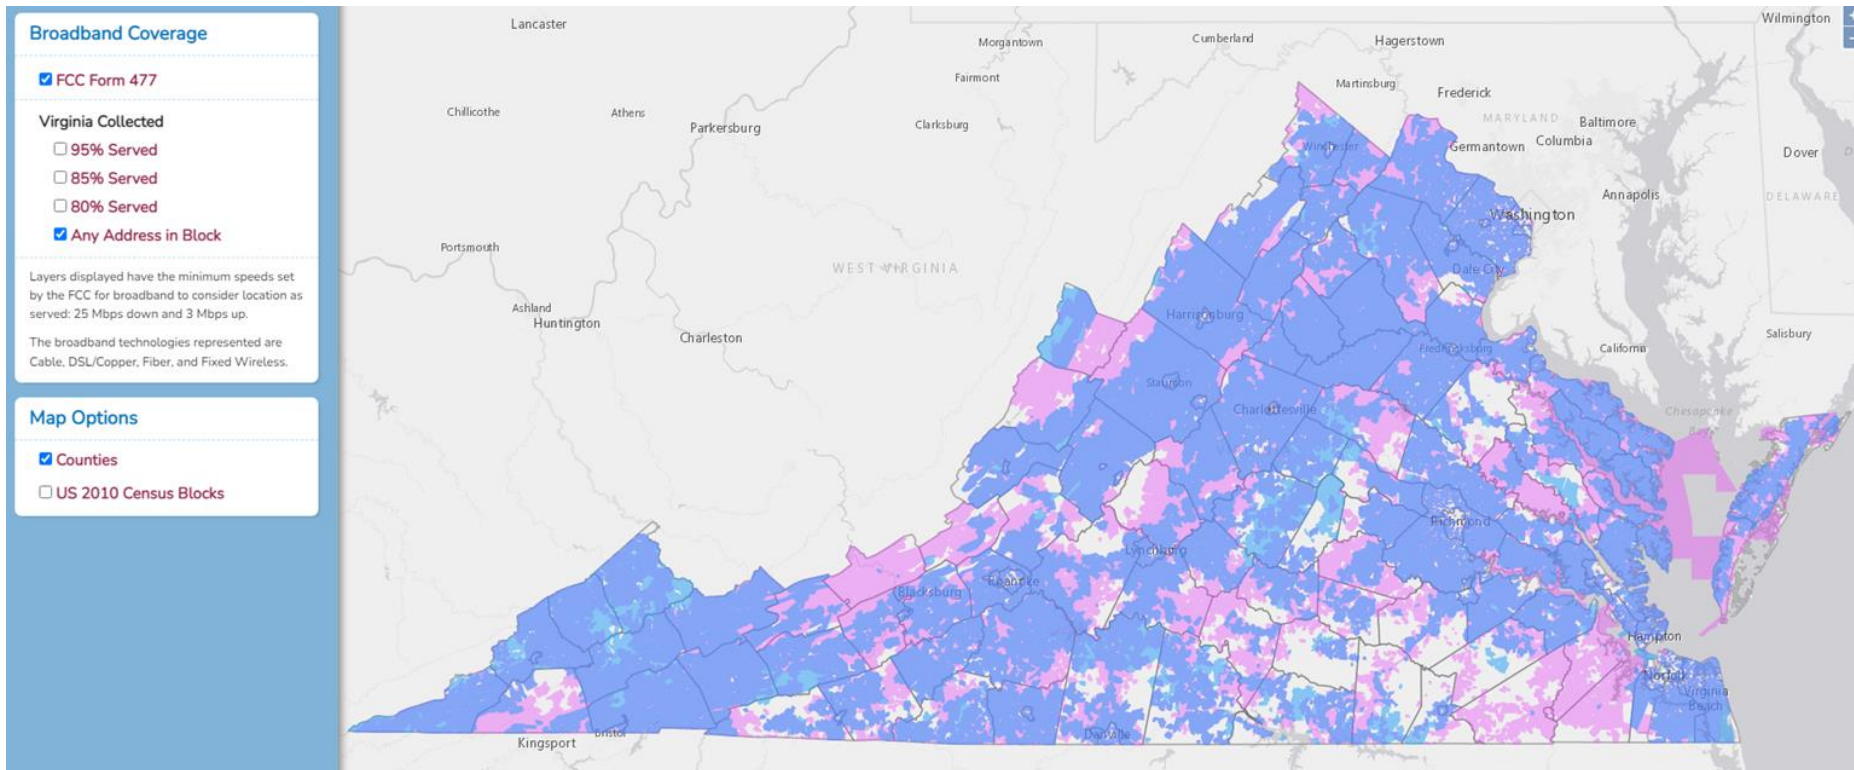 Broadband Coverage
FCC Form 477
Virginia Collected
95% Served
85% Served
80% Served
Any Address in Block
Layers displayed have the minimum speeds set
by the FCC for broadband to consider location as
served: 25 Mbps down and 3 Mbps up.
The broadband technologies represented are
Cable, DSL/Copper, Fiber, and Fixed Wireless.
Map Options
Counties
US 2010 Census Blocks
Lancaster
Wilmington
Morgantown
Cumberland
Hagerstown
Fairmont
Martinsburg
Frederick
Chillicothe
Athens
Parkersburg
Clarksburg
MARYLAND
Baltimore
Columbia
Winchester
Germantown
Dover
Annapolis
DELAWARE
Washington
Portsmouth
WEST VIRGINIA
Dale City
Ashland
Huntington
Charleston
Harrisonburg
Salisbury
Fredericksburg
California
Staunton
Charlottesville
Chesapeake
Richmond
Lynchburg
Roanoke
Blacksburg
Hampton
Norfolk
Virginia
Beach
Kingsport
Bristol
Danville